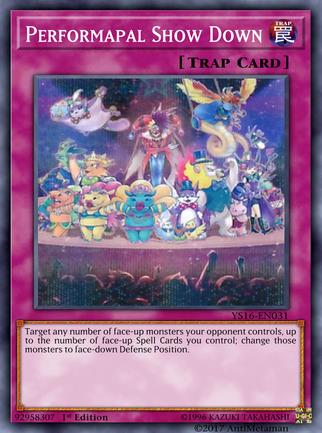 PERFORMAPAL SHOW DOWN
TRAP
罠
[TRAP CARD]
YS16-EN031
Target any number of face-up monsters your opponent controls, up
to the number of face-up Spell Cards you control; change those
monsters to face-down Defense Position.
92958307 1st Edition ©1996 KAZUKI TAKAHASHI
©2017 AntiMetaman